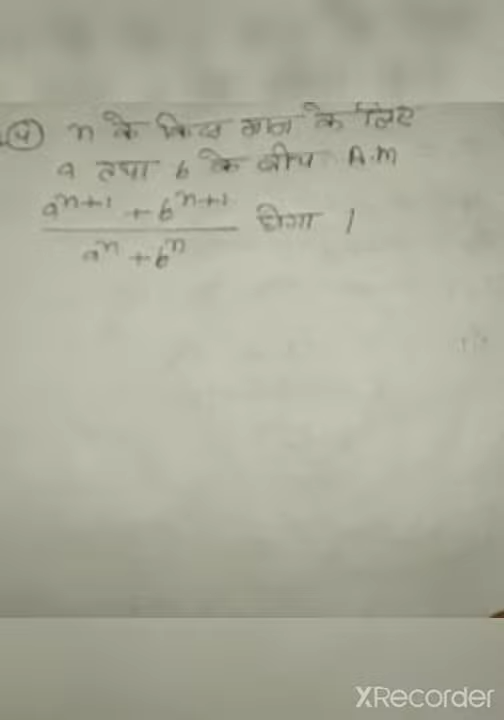 (4) n के किस मान के लिए
a तथा b के बीच A.M
a^{n+1} + b^{n+1}
a^n + b^n
होगा ।
XRecorder